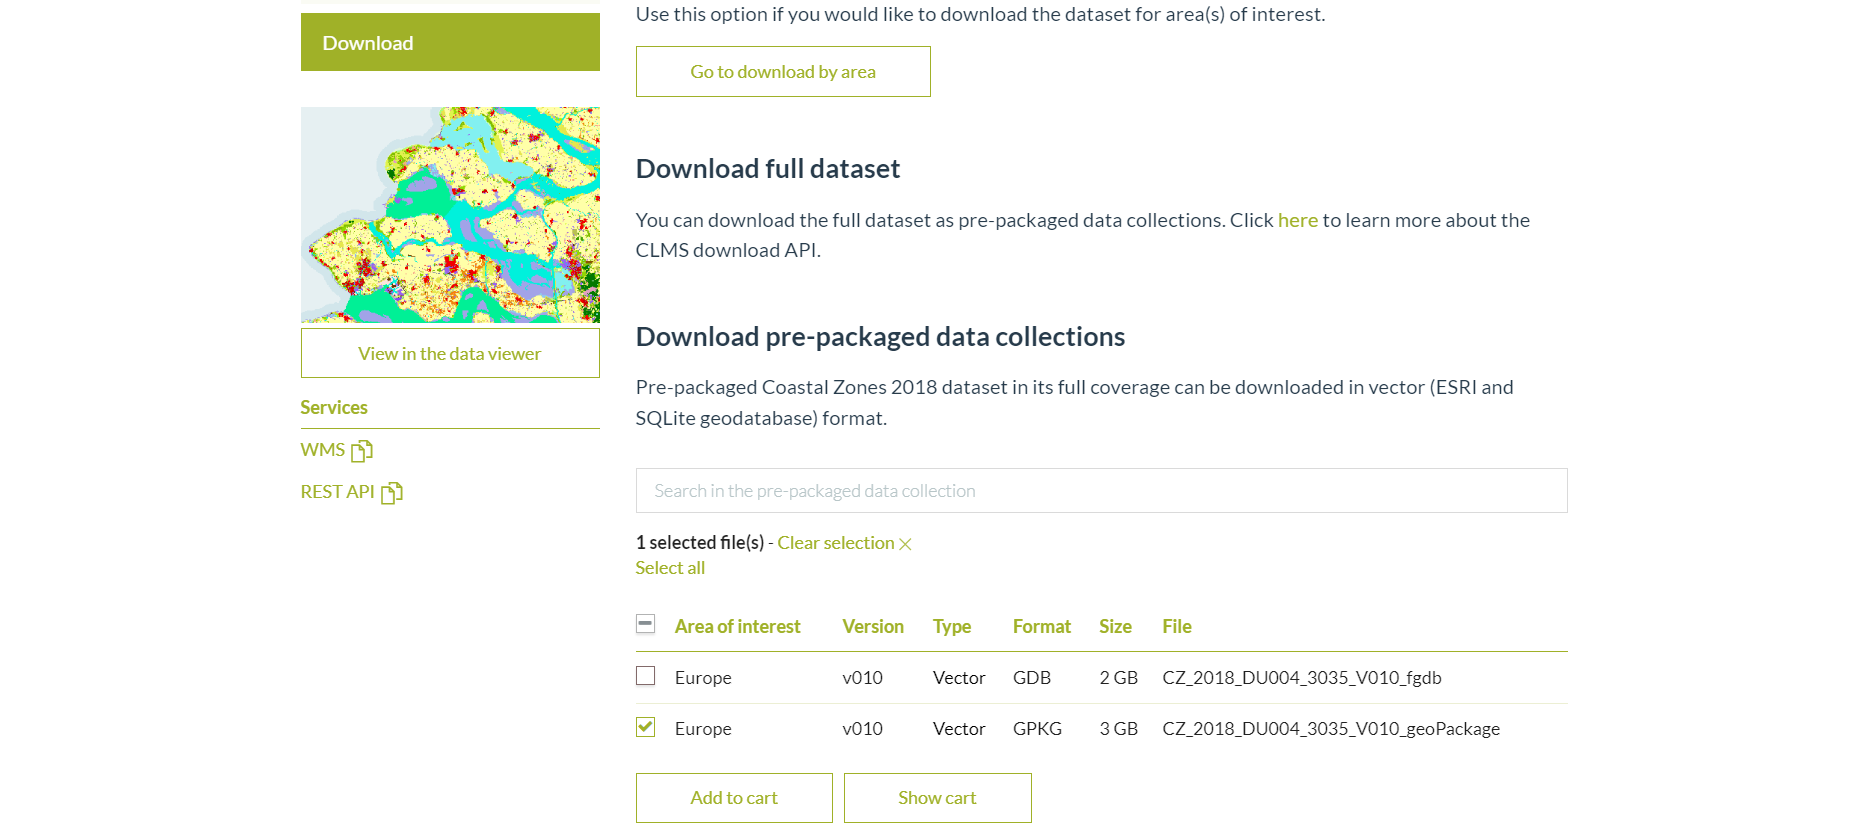 Download
View in the data viewer
Services
WMS
REST API
Use this option if you would like to download the dataset for area(s) of interest.
Go to download by area
Download full dataset
You can download the full dataset as pre-packaged data collections. Click here to learn more about the
CLMS download API.
Download pre-packaged data collections
Pre-packaged Coastal Zones 2018 dataset in its full coverage can be downloaded in vector (ESRI and
SQLite geodatabase) format.
Search in the pre-packaged data collection
1 selected file(s) - Clear selection
Select all
Area of interest Version Type Format Size File
Europe v010 Vector GDB 2 GB CZ_2018_DU004_3035_V010_fgdb
Europe v010 Vector GPKG 3 GB CZ_2018_DU004_3035_V010_geoPackage
Add to cart Show cart